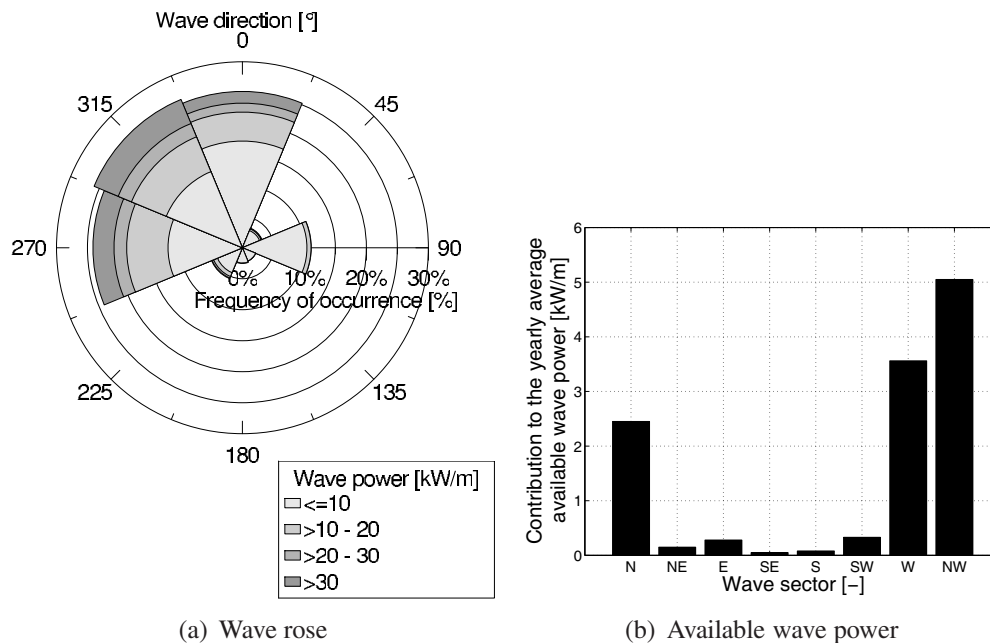 Wave direction [°]
0
315
45
270
90
0%
10%
20%
30%
Frequency of occurrence [%]
225
135
180
Wave power [kW/m]
<=10
>10 - 20
>20 - 30
>30
(a) Wave rose
Contribution to the yearly average
available wave power [kW/m]
6
5
4
3
2
1
0
N
NE
E
SE
S
SW
W
NW
Wave sector [-]
(b) Available wave power